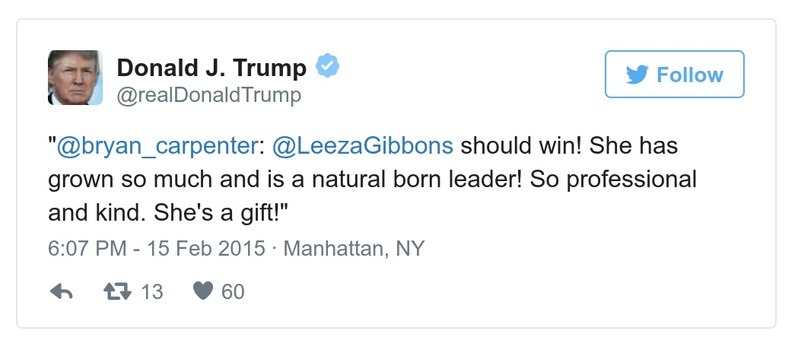 Donald J. Trump
@realDonaldTrump
Follow
"@bryan_carpenter: @LeezaGibbons should win! She has
grown so much and is a natural born leader! So professional
and kind. She's a gift!"
6:07 PM - 15 Feb 2015 · Manhattan, NY
13 60